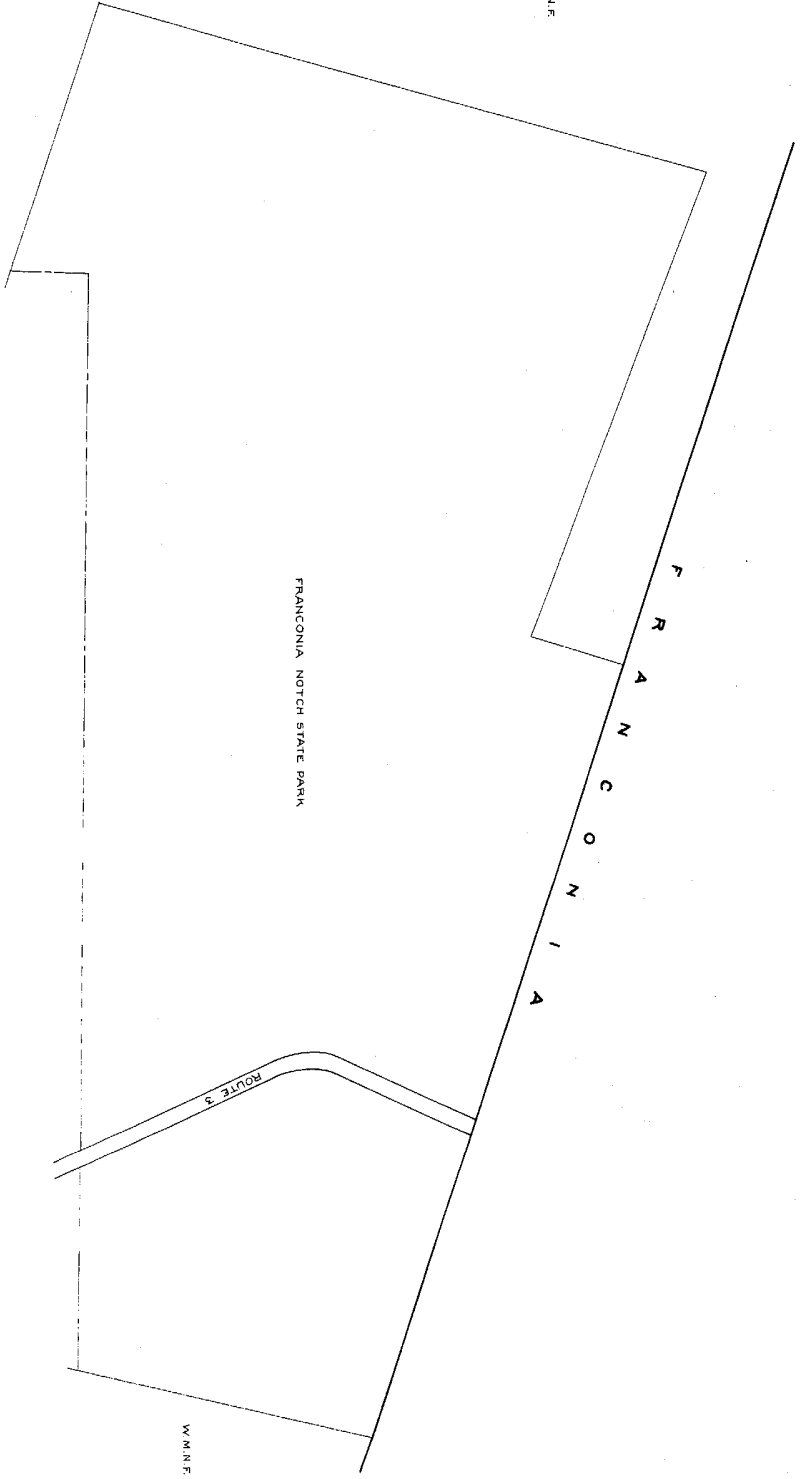 N.F.
FRANCONIA
FRANCONIA NOTCH STATE PARK
ROUTE 3
W.M.N.F.